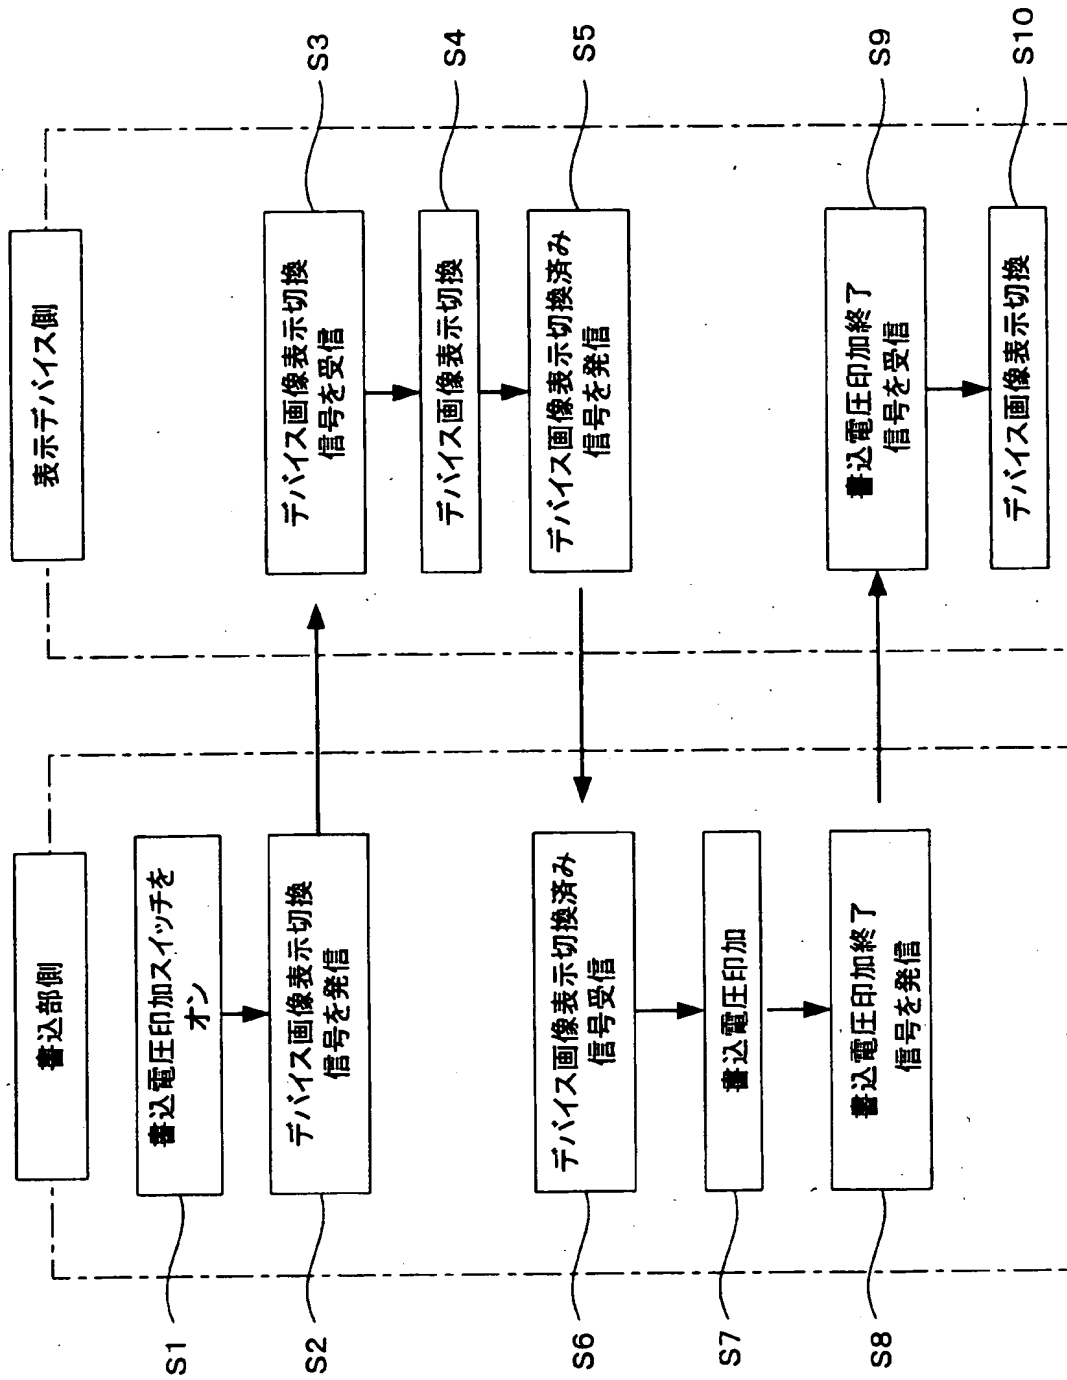 書込部側
書込電圧印加スイッチを
オン
S1
デバイス画像表示切換
信号を発信
S2
表示デバイス側
デバイス画像表示切換
信号を受信
S3
デバイス画像表示切換
S4
デバイス画像表示切換済み
信号を発信
S5
デバイス画像表示切換済み
信号受信
S6
書込電圧印加
S7
書込電圧印加終了
信号を発信
S8
書込電圧印加終了
信号を受信
S9
デバイス画像表示切換
S10